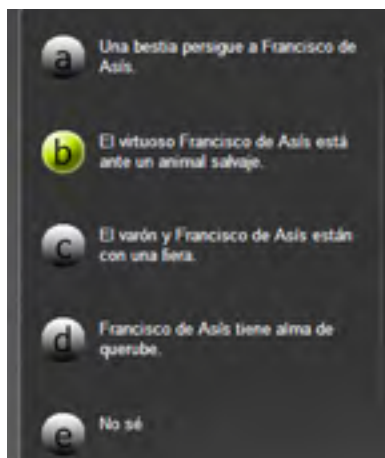 a
Una bestia persigue a Francisco de
Asís.
b
El virtuoso Francisco de Asís está
ante un animal salvaje.
c
El varón y Francisco de Asís están
con una fiera.
d
Francisco de Asís tiene alma de
querube.
e
No sé